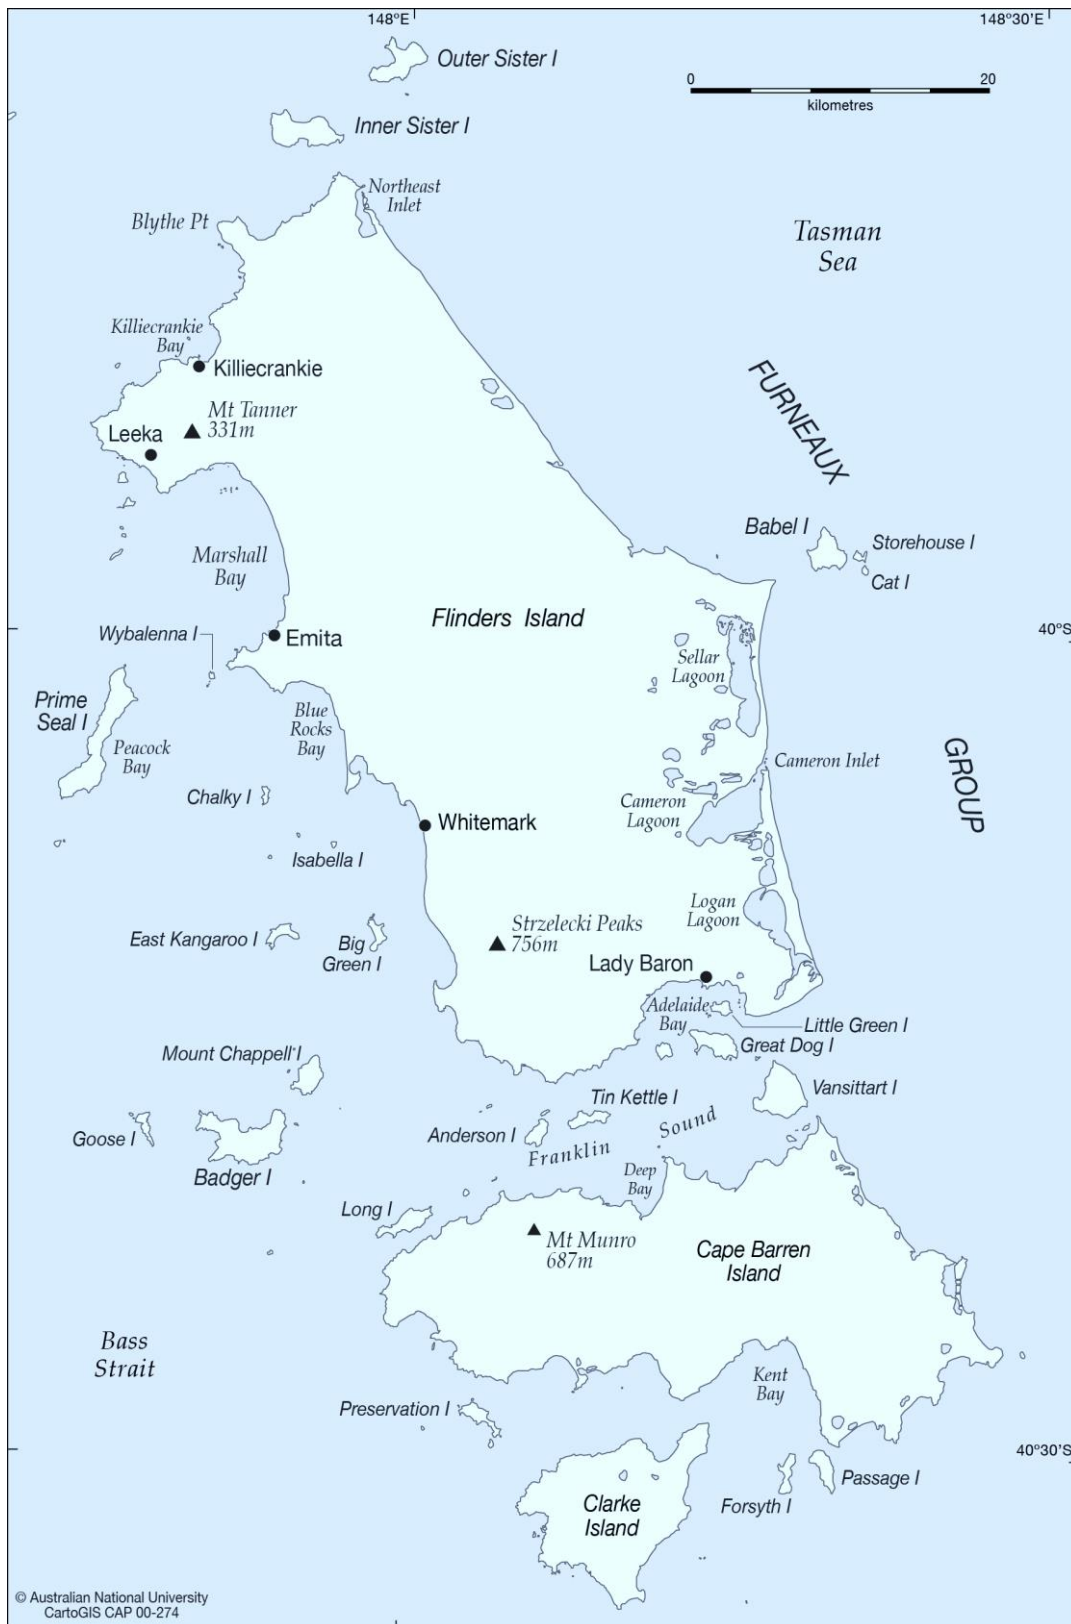 148°E
148°30'E
Outer Sister I
0
20
kilometres
Inner Sister I
Northeast
Inlet
Blythe Pt
Tasman
Sea
Killiecrankie
Bay
Killiecrankie
FURNEAUX
Mt Tanner
331m
Leeka
Babel I
Storehouse I
Cat I
Marshall
Bay
Flinders Island
Wybalenna I
Emita
40°S
Sellar
Lagoon
Prime
Seal I
Peacock
Bay
Blue
Rocks
Bay
GROUP
Cameron Inlet
Chalky I
Cameron
Lagoon
Whitemark
Isabella I
Logan
Lagoon
East Kangaroo I
Big
Green I
Strzelecki Peaks
756m
Lady Baron
Adelaide
Bay
Little Green I
Great Dog I
Mount Chappell I
Vansittart I
Tin Kettle I
Goose I
Badger I
Anderson I
Franklin Sound
Deep
Bay
Long I
Mt Munro
687m
Cape Barren
Island
Bass
Strait
Kent
Bay
Preservation I
40°30'S
Passage I
Forsyth I
Clarke
Island
© Australian National University
CartoGIS CAP 00-274